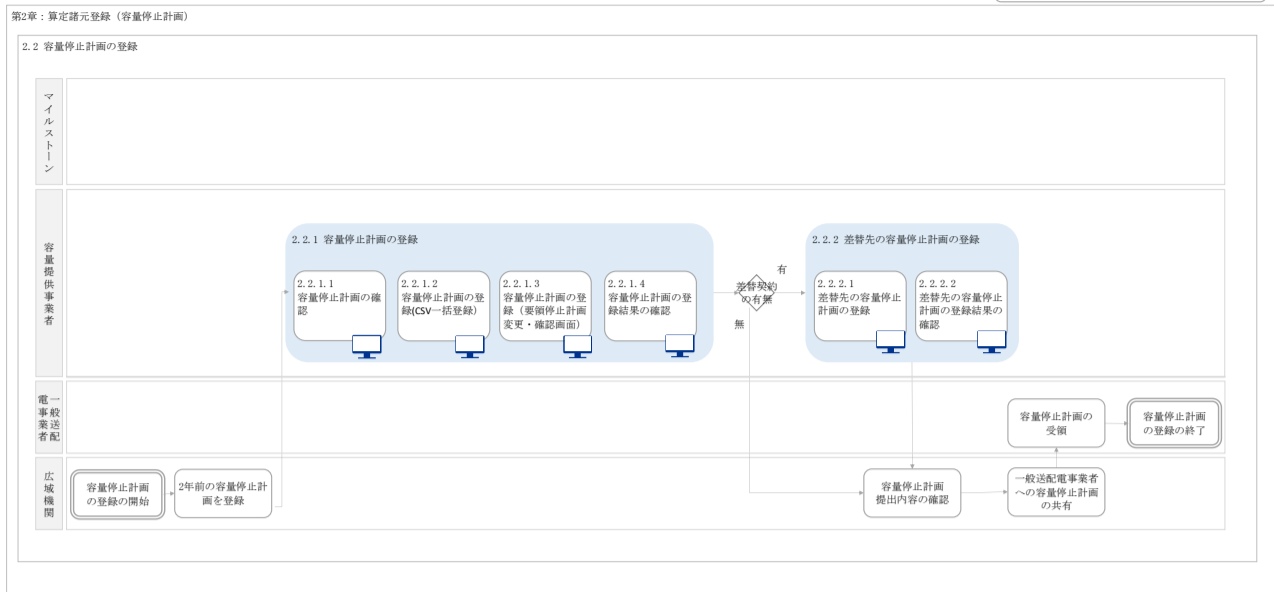 第2章：算定諸元登録（容量停止計画）
2.2 容量停止計画の登録
マイルストーン
容量提供事業者
2.2.1 容量停止計画の登録
2.2.1.1
容量停止計画の確
認
2.2.1.2
容量停止計画の登
録(CSV一括登録)
2.2.1.3
容量停止計画の登
録（要領停止計画
変更・確認画面）
2.2.1.4
容量停止計画の登
録結果の確認
差替契約
の有無
有
無
2.2.2 差替先の容量停止計画の登録
2.2.2.1
差替先の容量停止
計画の登録
2.2.2.2
差替先の容量停止
計画の登録結果の
確認
一般送配
電事業者
容量停止計画の
受領
容量停止計画
の登録の終了
広域機関
容量停止計画
の登録の開始
2年前の容量停止計
画を登録
容量停止計画
提出内容の確認
一般送配電事業者
への容量停止計画
の共有